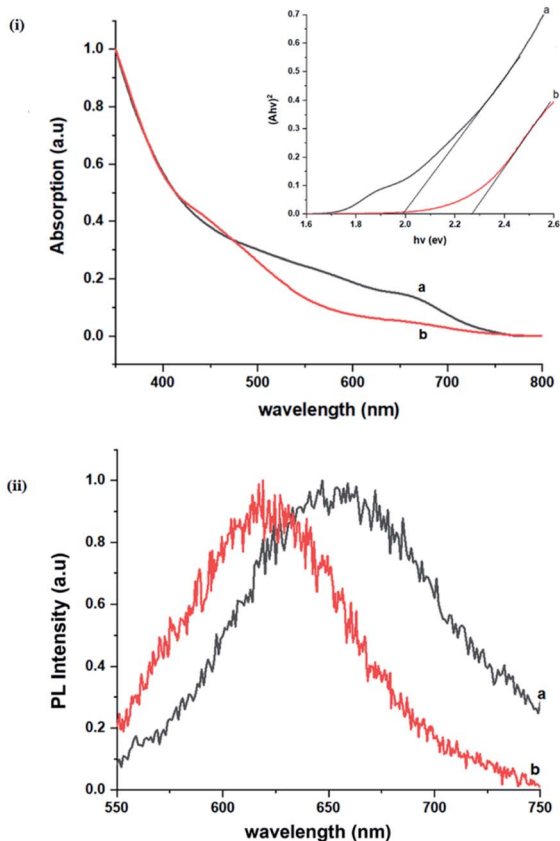 (i)
Absorption (a.u)
1.0
0.8
0.6
0.4
0.2
0.0
400 500 600 700 800
wavelength (nm)
a
b
(Ahv)²
0.7
0.6
0.5
0.4
0.3
0.2
0.1
0.0
1.6 1.8 2.0 2.2 2.4 2.6
hv (ev)
a
b
(ii)
PL Intensity (a.u)
1.0
0.8
0.6
0.4
0.2
0.0
550 600 650 700 750
wavelength (nm)
a
b